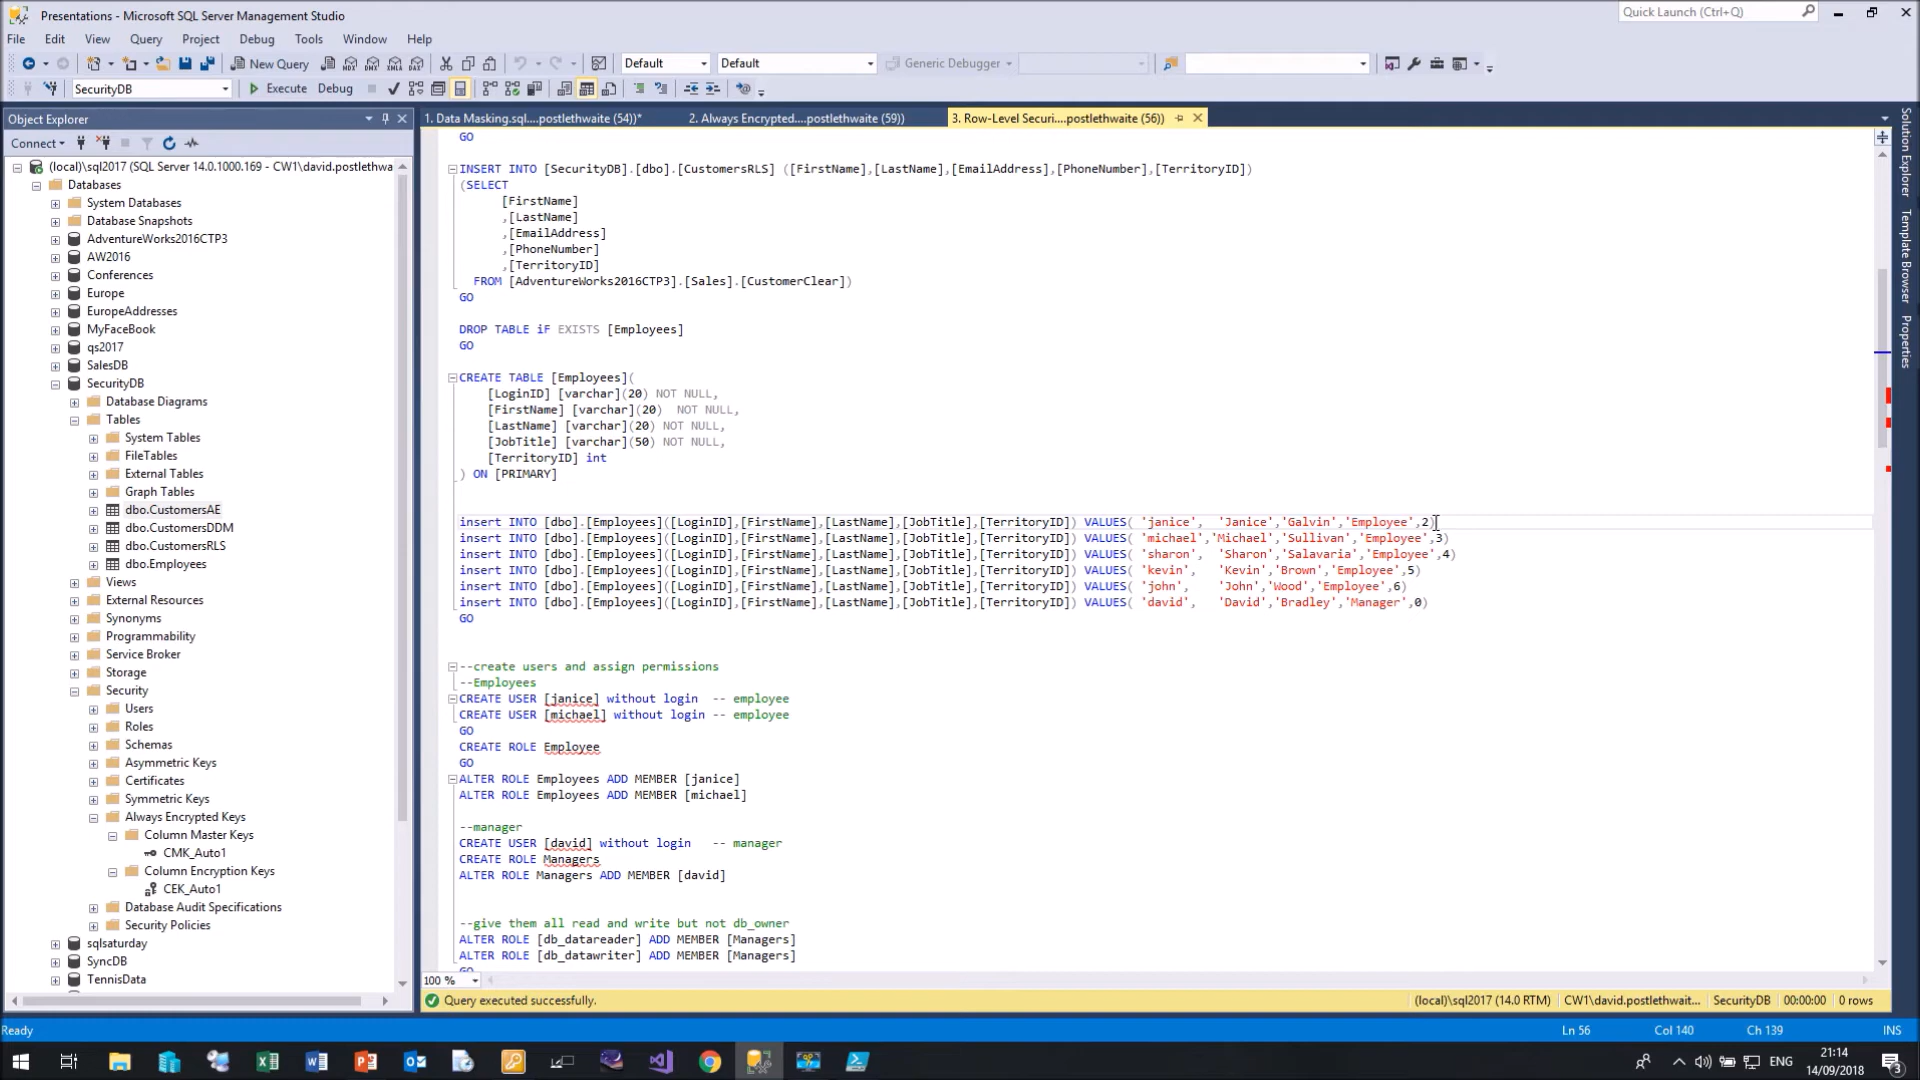 Presentations - Microsoft SQL Server Management Studio
Quick Launch (Ctrl+Q)
File Edit View Query Project Debug Tools Window Help
New Query
Default
Default
Generic Debugger
SecurityDB
Execute
Debug
Object Explorer
Connect
(local)\sql2017 (SQL Server 14.0.1000.169 - CW1\david.postlethwa
Databases
System Databases
Database Snapshots
AdventureWorks2016CTP3
AW2016
Conferences
Europe
EuropeAddresses
MyFaceBook
qs2017
SalesDB
SecurityDB
Database Diagrams
Tables
System Tables
FileTables
External Tables
Graph Tables
dbo.CustomersAE
dbo.CustomersDDM
dbo.CustomersRLS
dbo.Employees
Views
External Resources
Synonyms
Programmability
Service Broker
Storage
Security
Users
Roles
Schemas
Asymmetric Keys
Certificates
Symmetric Keys
Always Encrypted Keys
Column Master Keys
CMK_Auto1
Column Encryption Keys
CEK_Auto1
Database Audit Specifications
Security Policies
sqlsaturday
SyncDB
TennisData
1. Data Masking.sql....postlethwaite (54))*
2. Always Encrypted....postlethwaite (59))
3. Row-Level Securi....postlethwaite (56))
GO
INSERT INTO [SecurityDB].[dbo].[CustomersRLS] ([FirstName],[LastName],[EmailAddress],[PhoneNumber],[TerritoryID])
(SELECT
[FirstName]
,[LastName]
,[EmailAddress]
,[PhoneNumber]
,[TerritoryID]
FROM [AdventureWorks2016CTP3].[Sales].[CustomerClear])
GO
DROP TABLE iF EXISTS [Employees]
GO
CREATE TABLE [Employees](
[LoginID] [varchar](20) NOT NULL,
[FirstName] [varchar](20) NOT NULL,
[LastName] [varchar](20) NOT NULL,
[JobTitle] [varchar](50) NOT NULL,
[TerritoryID] int
) ON [PRIMARY]
insert INTO [dbo].[Employees]([LoginID],[FirstName],[LastName],[JobTitle],[TerritoryID]) VALUES( 'janice', 'Janice','Galvin','Employee',2)
insert INTO [dbo].[Employees]([LoginID],[FirstName],[LastName],[JobTitle],[TerritoryID]) VALUES( 'michael','Michael','Sullivan','Employee',3)
insert INTO [dbo].[Employees]([LoginID],[FirstName],[LastName],[JobTitle],[TerritoryID]) VALUES( 'sharon', 'Sharon','Salavaria','Employee',4)
insert INTO [dbo].[Employees]([LoginID],[FirstName],[LastName],[JobTitle],[TerritoryID]) VALUES( 'kevin', 'Kevin','Brown','Employee',5)
insert INTO [dbo].[Employees]([LoginID],[FirstName],[LastName],[JobTitle],[TerritoryID]) VALUES( 'john', 'John','Wood','Employee',6)
insert INTO [dbo].[Employees]([LoginID],[FirstName],[LastName],[JobTitle],[TerritoryID]) VALUES( 'david', 'David','Bradley','Manager',0)
GO
--create users and assign permissions
--Employees
CREATE USER [janice] without login -- employee
CREATE USER [michael] without login -- employee
GO
CREATE ROLE Employee
GO
ALTER ROLE Employees ADD MEMBER [janice]
ALTER ROLE Employees ADD MEMBER [michael]
--manager
CREATE USER [david] without login -- manager
CREATE ROLE Managers
ALTER ROLE Managers ADD MEMBER [david]
--give them all read and write but not db_owner
ALTER ROLE [db_datareader] ADD MEMBER [Managers]
ALTER ROLE [db_datawriter] ADD MEMBER [Managers]
GO
100 %
Query executed successfully.
(local)\sql2017 (14.0 RTM) CW1\david.postlethwait... SecurityDB 00:00:00 0 rows
Solution Explorer
Template Browser
Properties
Ready
Ln 56
Col 140
Ch 139
INS
ENG
21:14
14/09/2018
3